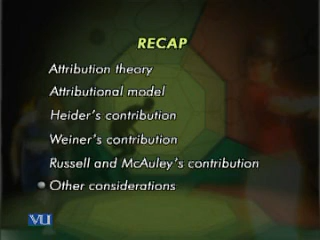 RECAP
Attribution theory
Attributional model
Heider's contribution
Weiner's contribution
Russell and McAuley's contribution
Other considerations
VU